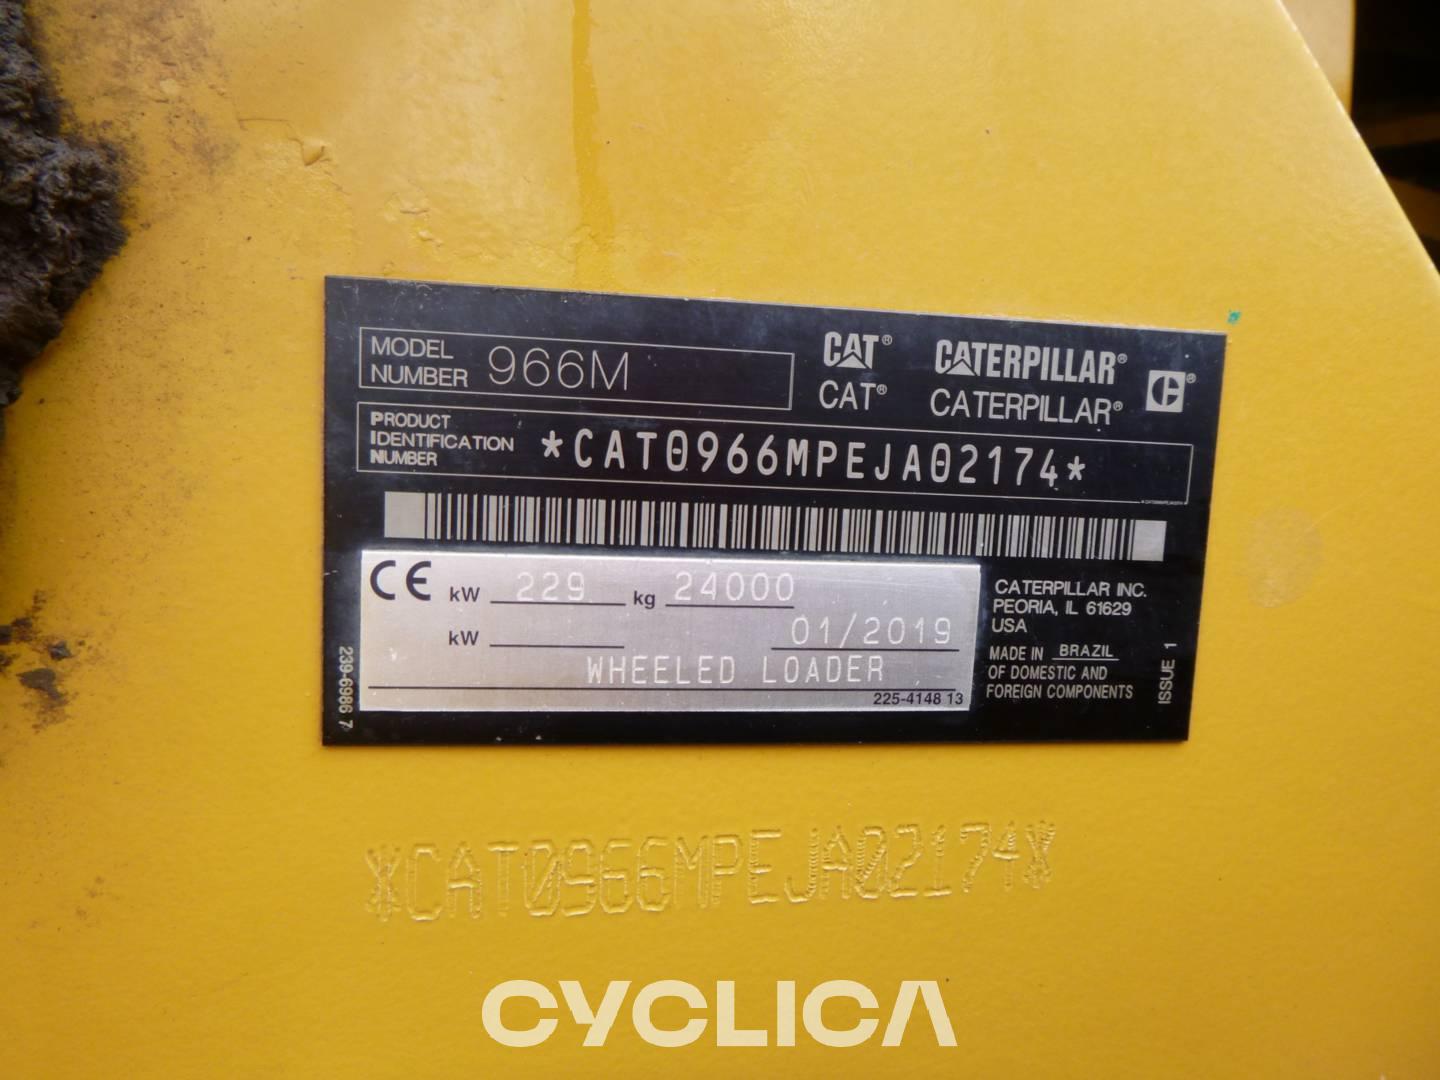 MODEL NUMBER 966M
CAT® CATERPILLAR®
CAT® CATERPILLAR®
PRODUCT
IDENTIFICATION
NUMBER
*CAT0966MPEJA02174*
CE kW 229 kg 24000
kW 01/2019
WHEELED LOADER
225-4148 13
239-6986 7
CATERPILLAR INC.
PEORIA, IL 61629
USA
MADE IN BRAZIL
OF DOMESTIC AND
FOREIGN COMPONENTS
ISSUE 1
*CAT0966MPEJA02174*
CYCLICA